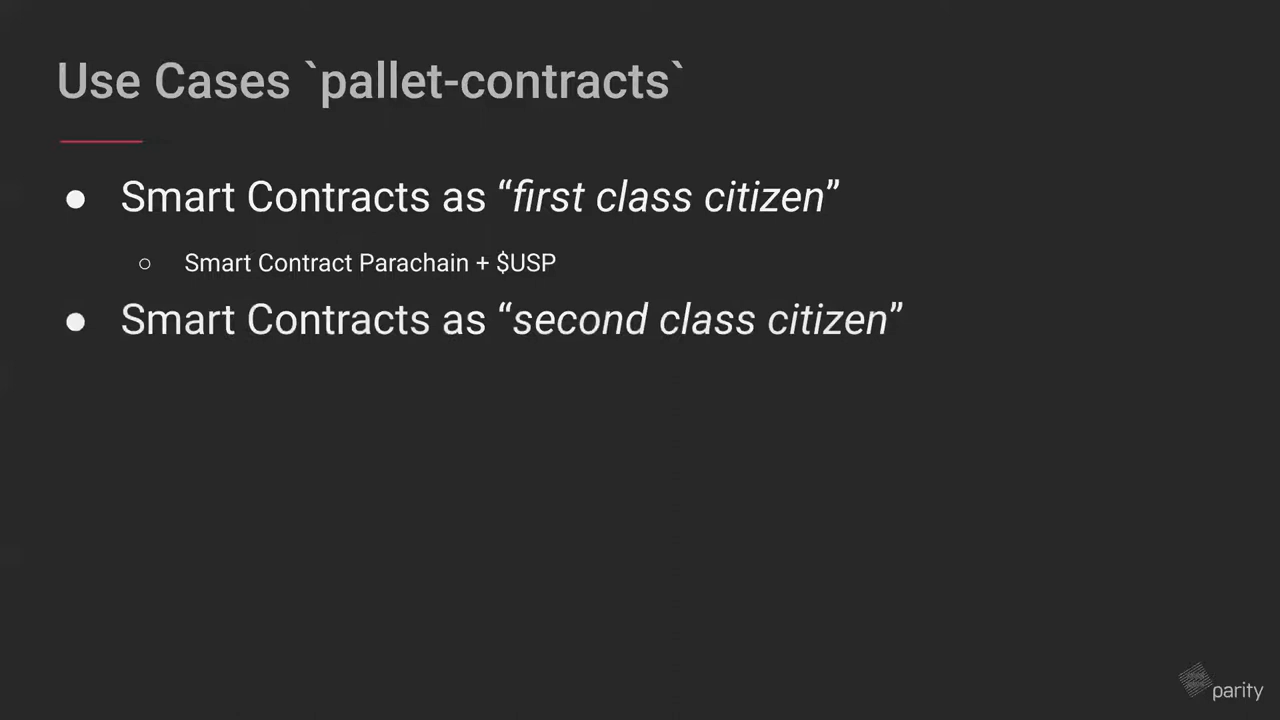 Use Cases `pallet-contracts`
● Smart Contracts as “first class citizen”
○ Smart Contract Parachain + $USP
● Smart Contracts as “second class citizen”
parity